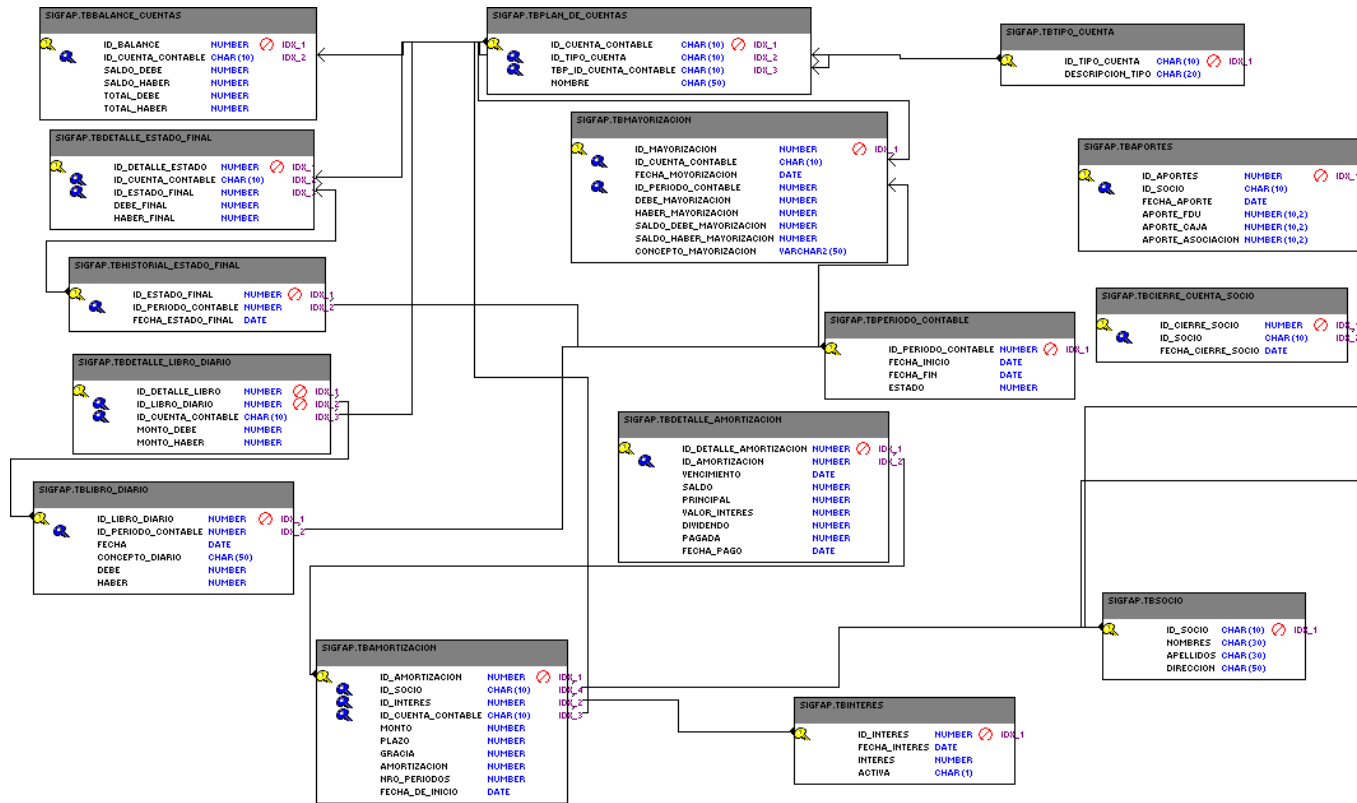 SIGFAP.TBBALANCE_CUENTAS
ID_BALANCE NUMBER IDX_1
ID_CUENTA_CONTABLE CHAR(10) IDX_2
SALDO_DEBE NUMBER
SALDO_HABER NUMBER
TOTAL_DEBE NUMBER
TOTAL_HABER NUMBER
SIGFAP.TBPLAN_DE_CUENTAS
ID_CUENTA_CONTABLE CHAR(10) IDX_1
ID_TIPO_CUENTA CHAR(10) IDX_2
TBP_ID_CUENTA_CONTABLE CHAR(10) IDX_3
NOMBRE CHAR(50)
SIGFAP.TBTIPO_CUENTA
ID_TIPO_CUENTA CHAR(10) IDX_1
DESCRIPCION_TIPO CHAR(20)
SIGFAP.TBDETALLE_ESTADO_FINAL
ID_DETALLE_ESTADO NUMBER IDX_
ID_CUENTA_CONTABLE CHAR(10) IDX_
ID_ESTADO_FINAL NUMBER IDX_
DEBE_FINAL NUMBER
HABER_FINAL NUMBER
SIGFAP.TBMAYORIZACION
ID_MAYORIZACION NUMBER IDX_1
ID_CUENTA_CONTABLE CHAR(10)
FECHA_MOYORIZACION DATE
ID_PERIODO_CONTABLE NUMBER
DEBE_MAYORIZACION NUMBER
HABER_MAYORIZACION NUMBER
SALDO_DEBE_MAYORIZACION NUMBER
SALDO_HABER_MAYORIZACION NUMBER
CONCEPTO_MAYORIZACION VARCHAR2(50)
SIGFAP.TBAPORTES
ID_APORTES NUMBER IDX_1
ID_SOCIO CHAR(10)
FECHA_APORTE DATE
APORTE_FDU NUMBER(10,2)
APORTE_CAJA NUMBER(10,2)
APORTE_ASOCIACION NUMBER(10,2)
SIGFAP.TBHISTORIAL_ESTADO_FINAL
ID_ESTADO_FINAL NUMBER IDX_1
ID_PERIODO_CONTABLE NUMBER IDX_2
FECHA_ESTADO_FINAL DATE
SIGFAP.TBCIERRE_CUENTA_SOCIO
ID_CIERRE_SOCIO NUMBER IDX_1
ID_SOCIO CHAR(10) IDX_2
FECHA_CIERRE_SOCIO DATE
SIGFAP.TBPERIODO_CONTABLE
ID_PERIODO_CONTABLE NUMBER IDX_1
FECHA_INICIO DATE
FECHA_FIN DATE
ESTADO NUMBER
SIGFAP.TBDETALLE_LIBRO_DIARIO
ID_DETALLE_LIBRO NUMBER IDX_1
ID_LIBRO_DIARIO NUMBER IDX_2
ID_CUENTA_CONTABLE CHAR(10) IDX_3
MONTO_DEBE NUMBER
MONTO_HABER NUMBER
SIGFAP.TBDETALLE_AMORTIZACION
ID_DETALLE_AMORTIZACION NUMBER IDX_1
ID_AMORTIZACION NUMBER IDX_2
VENCIMIENTO DATE
SALDO NUMBER
PRINCIPAL NUMBER
VALOR_INTERES NUMBER
DIVIDENDO NUMBER
PAGADA NUMBER
FECHA_PAGO DATE
SIGFAP.TBLIBRO_DIARIO
ID_LIBRO_DIARIO NUMBER IDX_1
ID_PERIODO_CONTABLE NUMBER IDX_2
FECHA DATE
CONCEPTO_DIARIO CHAR(50)
DEBE NUMBER
HABER NUMBER
SIGFAP.TBSOCIO
ID_SOCIO CHAR(10) IDX_1
NOMBRES CHAR(30)
APELLIDOS CHAR(30)
DIRECCION CHAR(50)
SIGFAP.TBAMORTIZACION
ID_AMORTIZACION NUMBER IDX_1
ID_SOCIO CHAR(10) IDX_4
ID_INTERES NUMBER IDX_2
ID_CUENTA_CONTABLE CHAR(10) IDX_3
MONTO NUMBER
PLAZO NUMBER
GRACIA NUMBER
AMORTIZACION NUMBER
NRO_PERIODOS NUMBER
FECHA_DE_INICIO DATE
SIGFAP.TBINTERES
ID_INTERES NUMBER IDX_1
FECHA_INTERES DATE
INTERES NUMBER
ACTIVA CHAR(1)